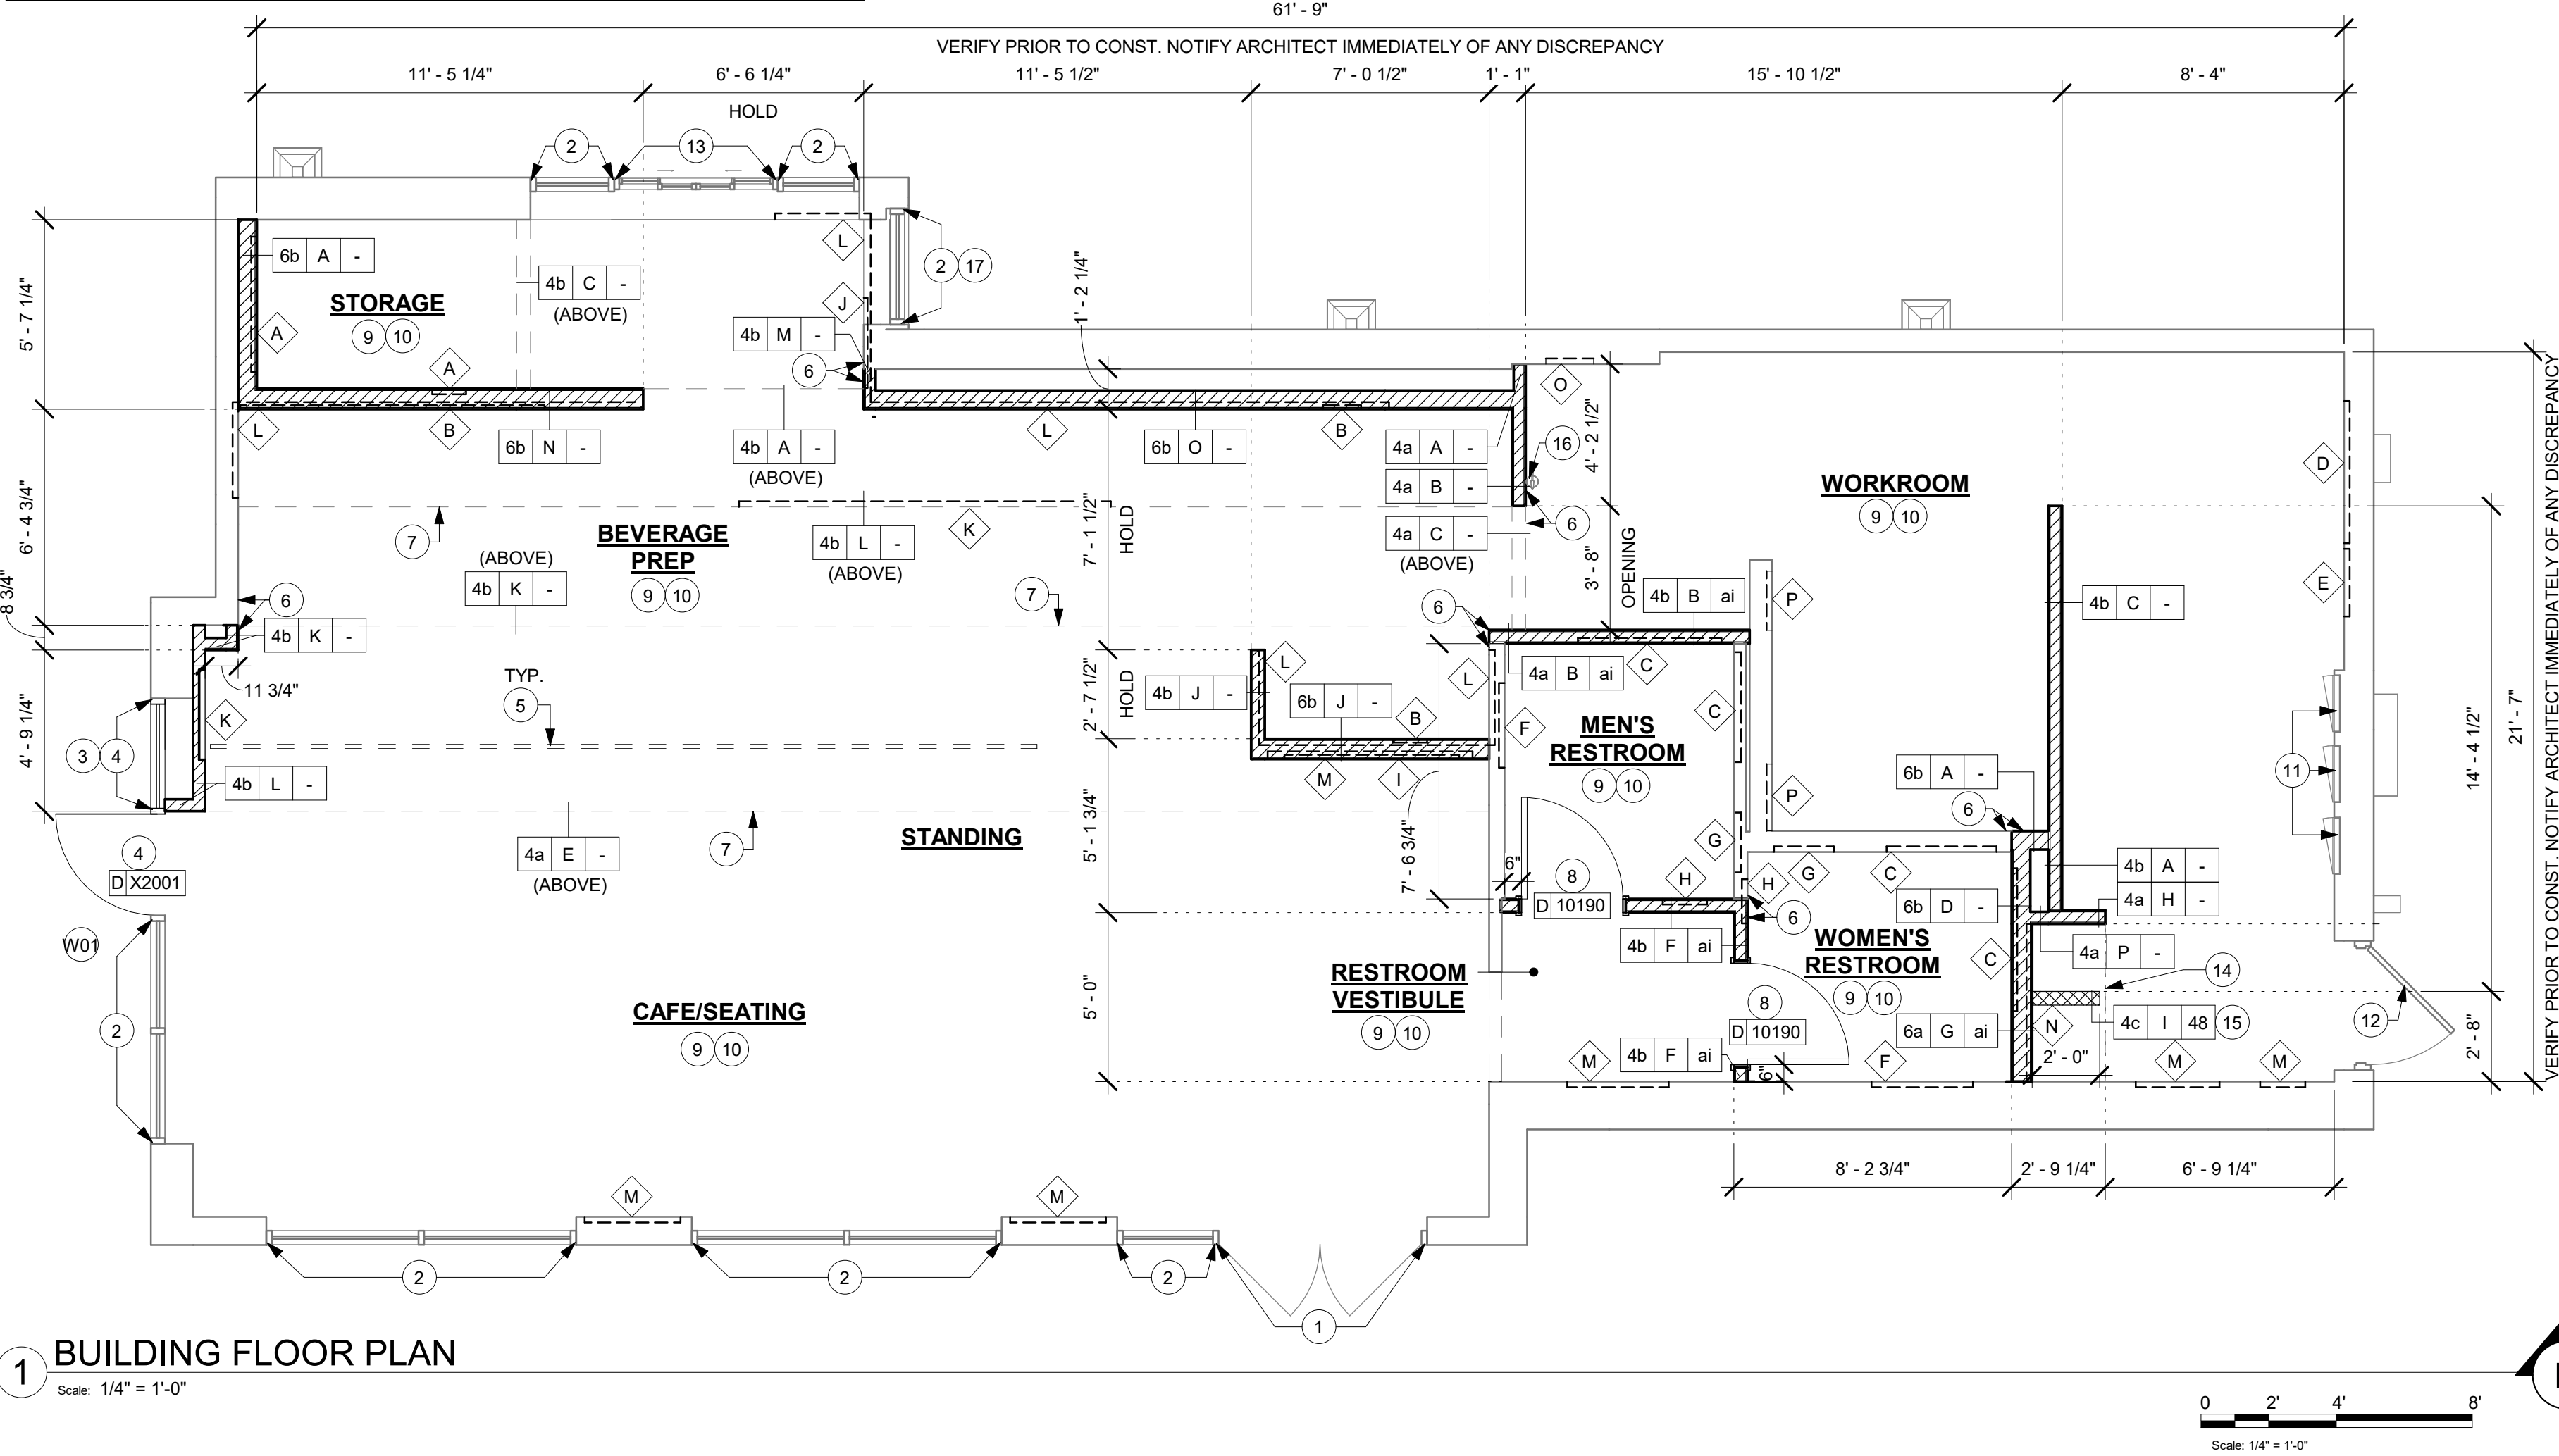 61' - 9"
VERIFY PRIOR TO CONST. NOTIFY ARCHITECT IMMEDIATELY OF ANY DISCREPANCY
11' - 5 1/4"
6' - 6 1/4"
11' - 5 1/2"
7' - 0 1/2"
1' - 1"
15' - 10 1/2"
8' - 4"
HOLD
2
13
2
2
17
5' - 7 1/4"
6' - 4 3/4"
8 3/4"
4' - 9 1/4"
6b A -
STORAGE
9 10
A
A
4b C -
(ABOVE)
L
J
4b M -
6
1' - 2 1/4"
L
B
6b N -
4b A -
(ABOVE)
L
6b O -
B
4a A -
4a B -
4a C -
(ABOVE)
O
16
6
4' - 2 1/2"
3' - 8"
OPENING
WORKROOM
9 10
D
E
7
BEVERAGE
PREP
9 10
(ABOVE)
4b K -
4b L -
(ABOVE)
K
7
7' - 1 1/2"
HOLD
6
4b K -
11 3/4"
K
4b L -
3 4
TYP.
5
2' - 7 1/2"
HOLD
4b J -
L
6b J -
B
L
M
I
6
4b B ai
4a B ai
C
F
C
MEN'S
RESTROOM
9 10
P
P
G
4b C -
6b A -
6
11
14' - 4 1/2"
21' - 7"
VERIFY PRIOR TO CONST. NOTIFY ARCHITECT IMMEDIATELY OF ANY DISCREPANCY
4a E -
(ABOVE)
7
STANDING
5' - 1 3/4"
7' - 6 3/4"
6"
8
D 10190
H
H
G
C
6
4b A -
4a H -
6b D -
4b F ai
WOMEN'S
RESTROOM
9 10
C
4a P -
14
4
D X2001
W01
2
CAFE/SEATING
9 10
5' - 0"
RESTROOM
VESTIBULE
9 10
8
D 10190
4b F ai
M
6"
6a G ai
F
N
4c I 48 15
2' - 0"
M
M
12
2' - 8"
8' - 2 3/4"
2' - 9 1/4"
6' - 9 1/4"
M
M
2
2
2
1
1
BUILDING FLOOR PLAN
Scale: 1/4" = 1'-0"
0 2' 4' 8'
Scale: 1/4" = 1'-0"